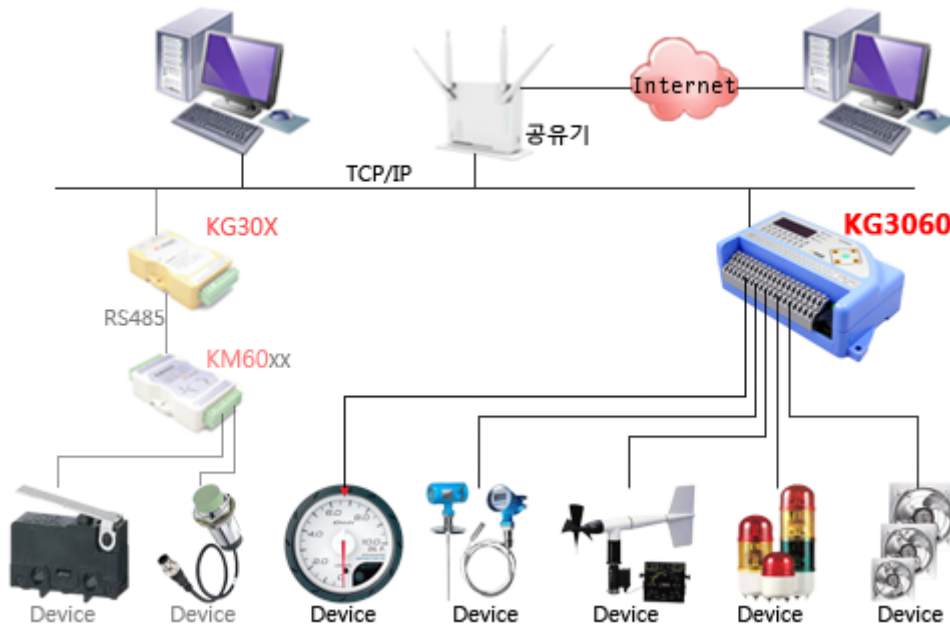 Internet
공유기
TCP/IP
KG30X
KG3060
RS485
KM60xx
Device
Device
Device
Device
Device
Device
Device